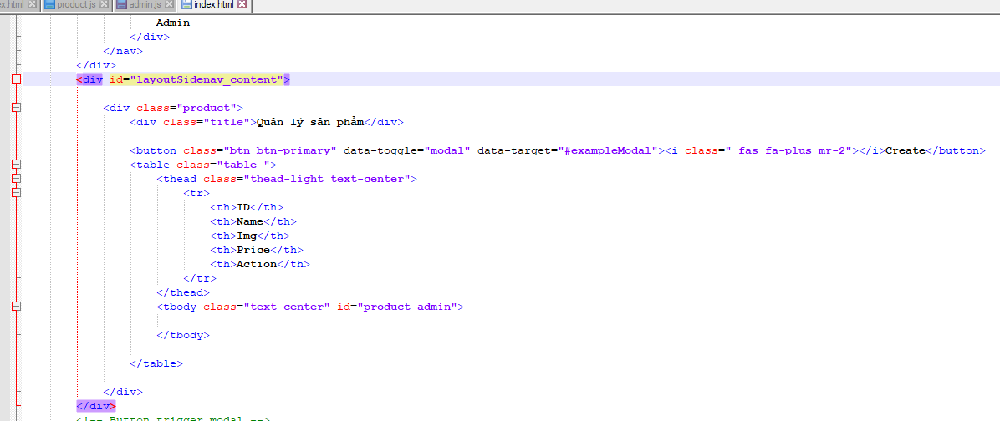 ex.html product.js admin.js index.html
Admin
</div>
</nav>
</div>
<div id="layoutSidenav_content">
<div class="product">
<div class="title">Quản lý sản phẩm</div>
<button class="btn btn-primary" data-toggle="modal" data-target="#exampleModal"><i class=" fas fa-plus mr-2"></i>Create</button>
<table class="table ">
<thead class="thead-light text-center">
<tr>
<th>ID</th>
<th>Name</th>
<th>Img</th>
<th>Price</th>
<th>Action</th>
</tr>
</thead>
<tbody class="text-center" id="product-admin">
</tbody>
</table>
</div>
</div>
<!-- Button trigger modal -->